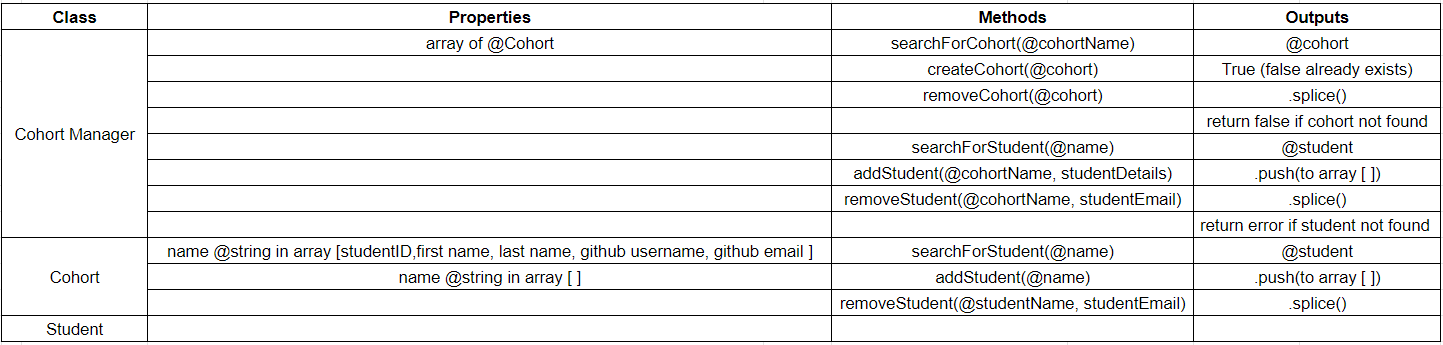 Class Properties Methods Outputs
array of @Cohort searchForCohort(@cohortName) @cohort
createCohort(@cohort) True (false already exists)
removeCohort(@cohort) .splice()
return false if cohort not found
Cohort Manager
searchForStudent(@name) @student
addStudent(@cohortName, studentDetails) .push(to array [ ])
removeStudent(@cohortName, studentEmail) .splice()
return error if student not found
name @string in array [studentID,first name, last name, github username, github email ] searchForStudent(@name) @student
Cohort name @string in array [ ] addStudent(@name) .push(to array [ ])
removeStudent(@studentName, studentEmail) .splice()
Student